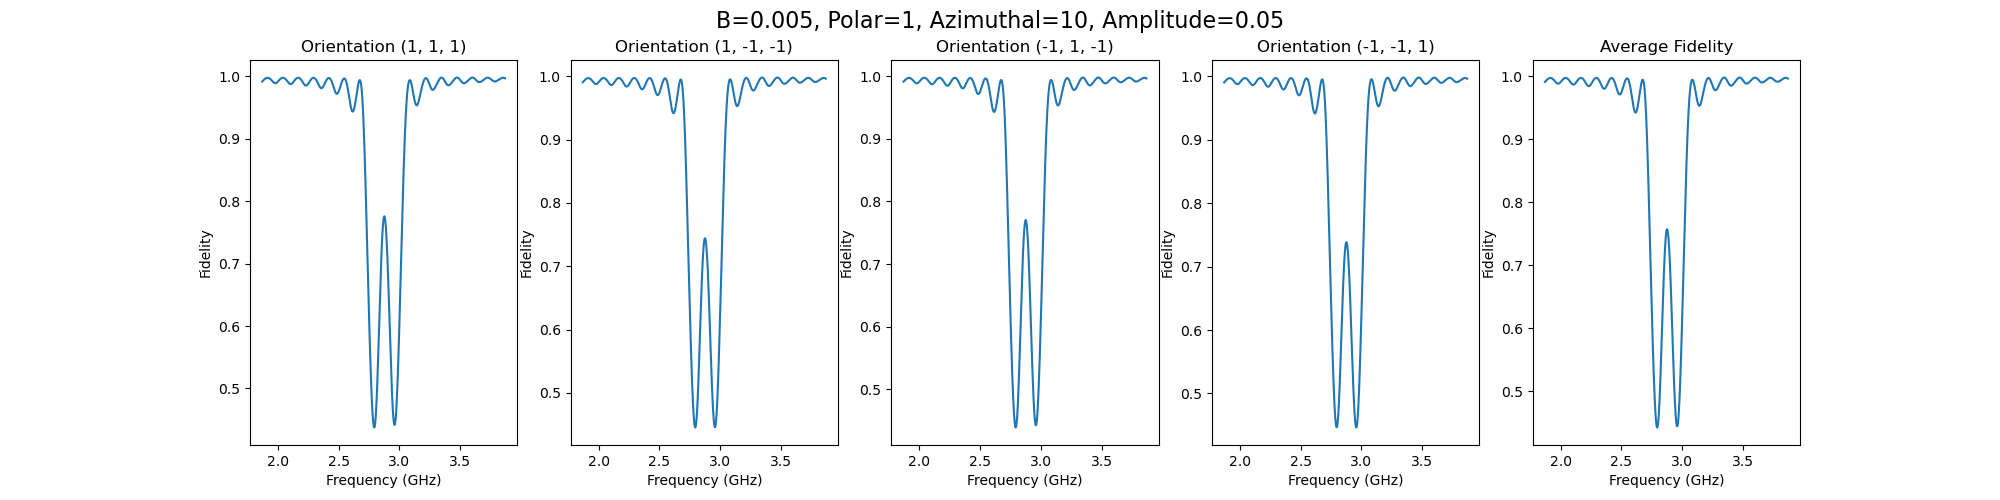 B=0.005, Polar=1, Azimuthal=10, Amplitude=0.05
Orientation (1, 1, 1)
Fidelity
1.0
0.9
0.8
0.7
0.6
0.5
2.0 2.5 3.0 3.5
Frequency (GHz)
Orientation (1, -1, -1)
Fidelity
1.0
0.9
0.8
0.7
0.6
0.5
2.0 2.5 3.0 3.5
Frequency (GHz)
Orientation (-1, 1, -1)
Fidelity
1.0
0.9
0.8
0.7
0.6
0.5
2.0 2.5 3.0 3.5
Frequency (GHz)
Orientation (-1, -1, 1)
Fidelity
1.0
0.9
0.8
0.7
0.6
0.5
2.0 2.5 3.0 3.5
Frequency (GHz)
Average Fidelity
Fidelity
1.0
0.9
0.8
0.7
0.6
0.5
2.0 2.5 3.0 3.5
Frequency (GHz)